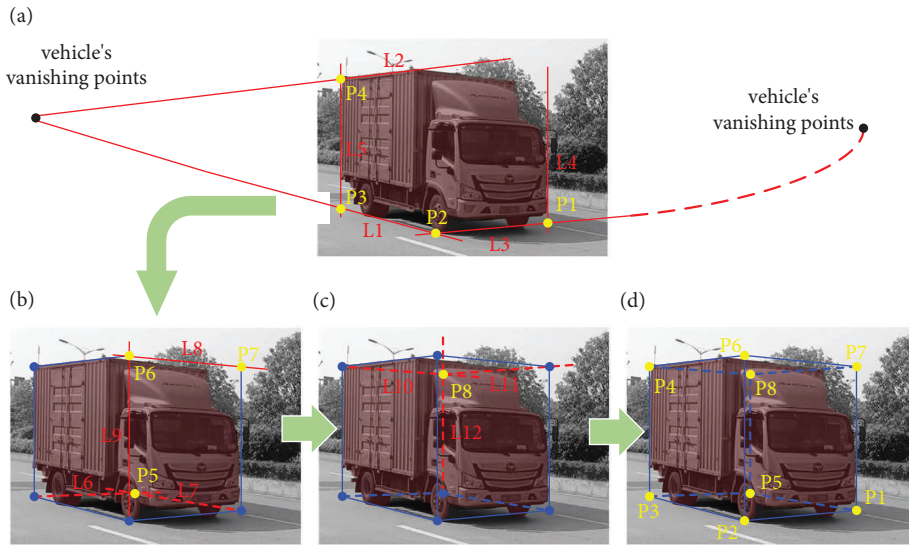 (a)
vehicle's
vanishing points
L2
P4
L5
L4
P3
P2
P1
L1
L3
vehicle's
vanishing points
(b)
(c)
(d)
L8
P7
P6
L9
L6
P5
L7
L10
L11
P8
L12
P6
P7
P4
P8
P5
P3
P1
P2